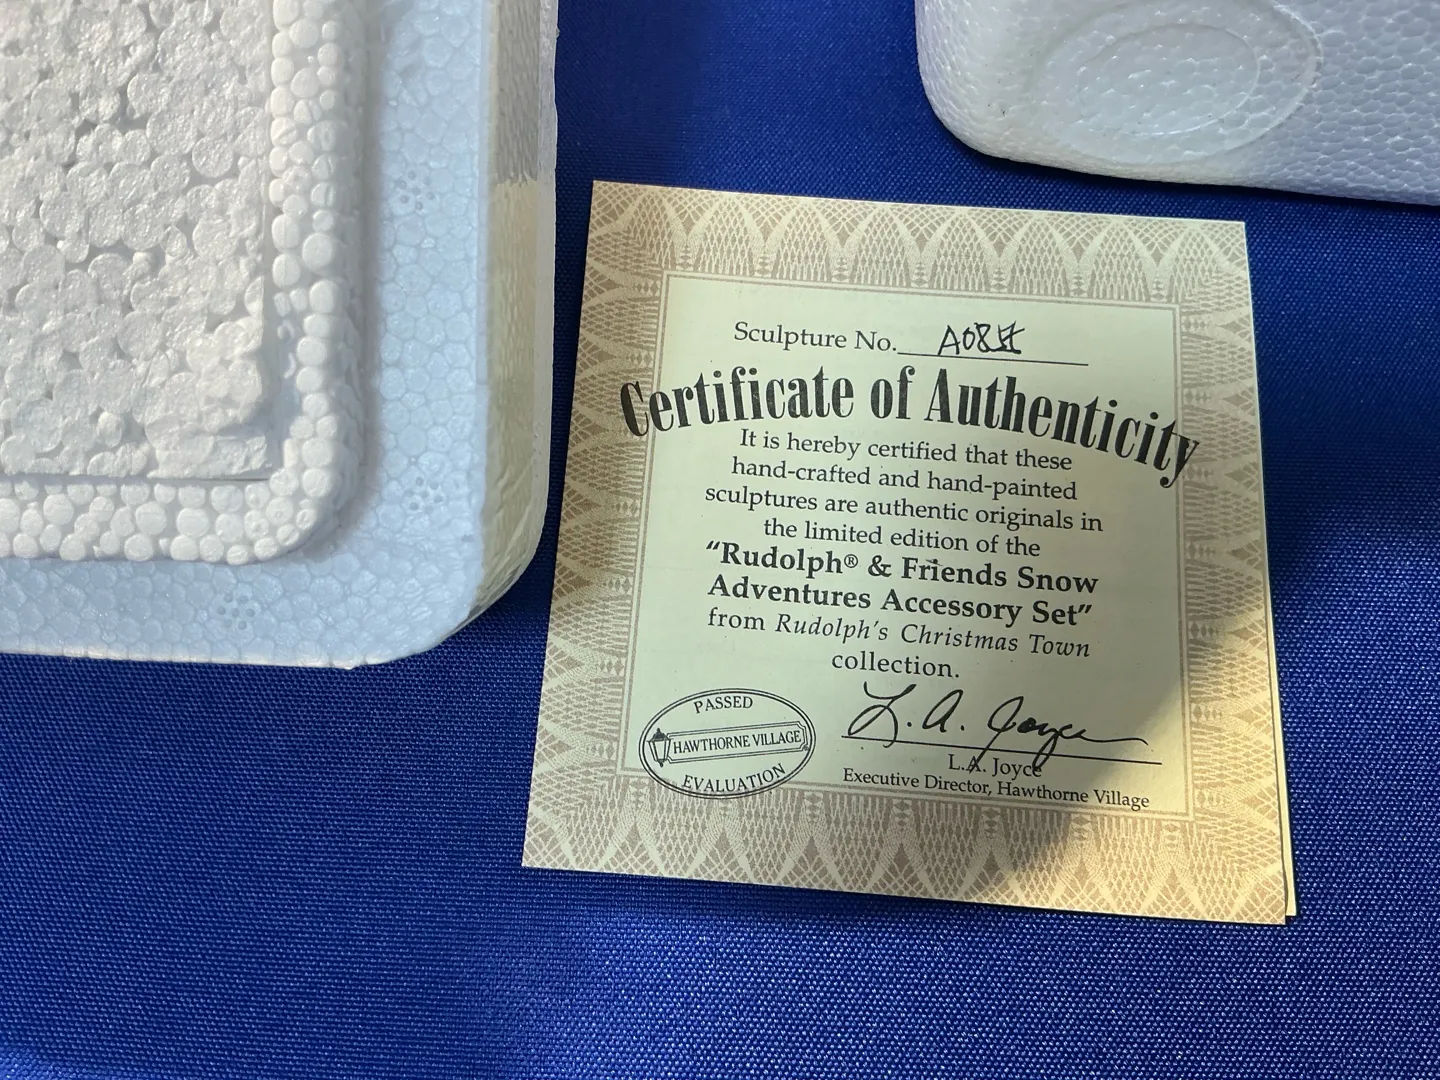 Sculpture No.
Certificate of Authenticity
It is hereby certified that these
hand-crafted and hand-painted
sculptures are authentic originals in
the limited edition of the
“Rudolph® & Friends Snow
Adventures Accessory Set”
from Rudolph's Christmas Town
collection.
PASSED
HAWTHORNE VILLAGE
EVALUATION
L.A. Joyce
L.A. Joyce
Executive Director, Hawthorne Village